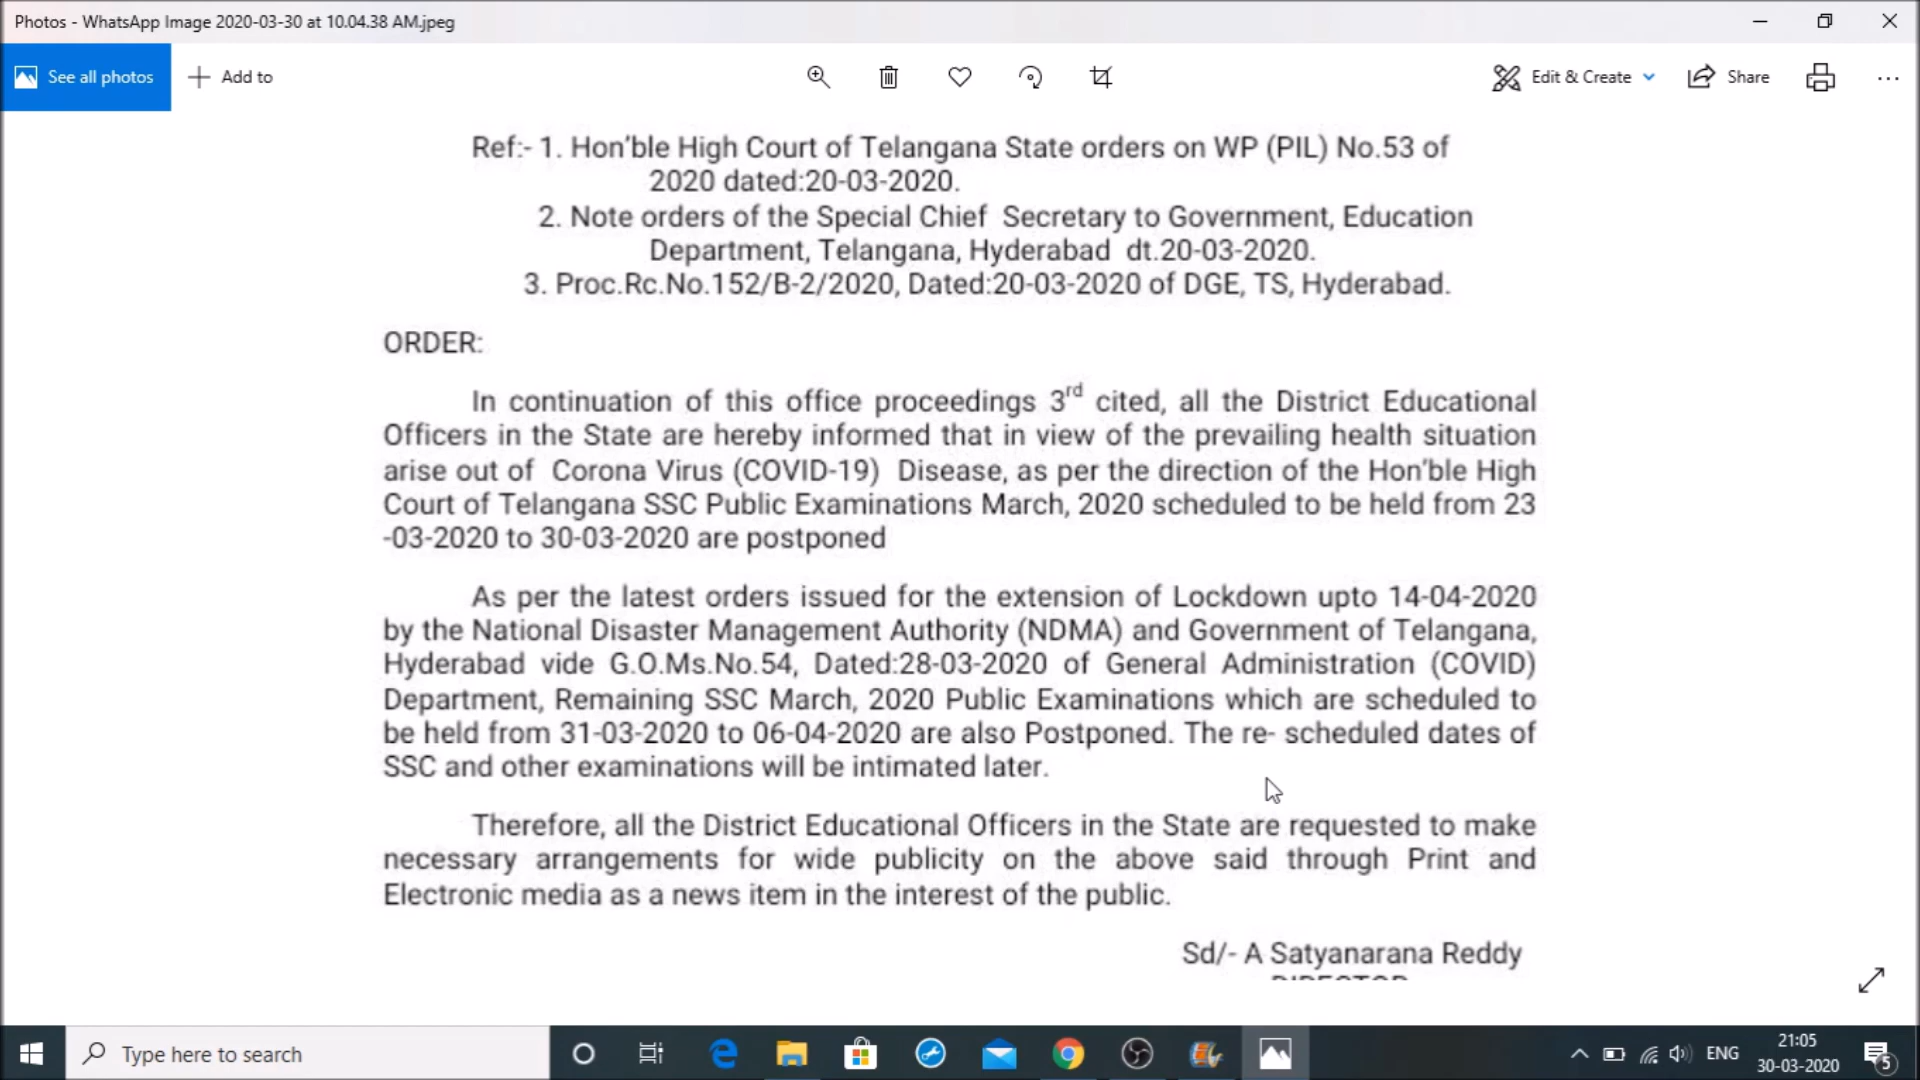 Photos - WhatsApp Image 2020-03-30 at 10.04.38 AM.jpeg
See all photos
Add to
Edit & Create
Share
Ref:- 1. Hon'ble High Court of Telangana State orders on WP (PIL) No.53 of
2020 dated:20-03-2020.
2. Note orders of the Special Chief Secretary to Government, Education
Department, Telangana, Hyderabad dt.20-03-2020.
3. Proc.Rc.No.152/B-2/2020, Dated:20-03-2020 of DGE, TS, Hyderabad.
ORDER:
In continuation of this office proceedings 3rd cited, all the District Educational
Officers in the State are hereby informed that in view of the prevailing health situation
arise out of Corona Virus (COVID-19) Disease, as per the direction of the Hon'ble High
Court of Telangana SSC Public Examinations March, 2020 scheduled to be held from 23
-03-2020 to 30-03-2020 are postponed
As per the latest orders issued for the extension of Lockdown upto 14-04-2020
by the National Disaster Management Authority (NDMA) and Government of Telangana,
Hyderabad vide G.O.Ms.No.54, Dated:28-03-2020 of General Administration (COVID)
Department, Remaining SSC March, 2020 Public Examinations which are scheduled to
be held from 31-03-2020 to 06-04-2020 are also Postponed. The re- scheduled dates of
SSC and other examinations will be intimated later.
Therefore, all the District Educational Officers in the State are requested to make
necessary arrangements for wide publicity on the above said through Print and
Electronic media as a news item in the interest of the public.
Sd/- A Satyanarana Reddy
DIRECTOR
Type here to search
ENG
21:05
30-03-2020
5